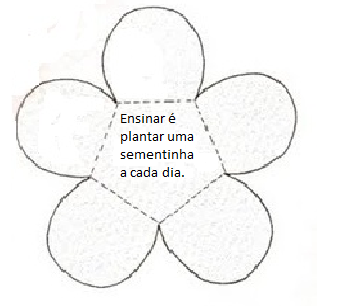 Ensinar é
plantar uma
sementinha
a cada dia.